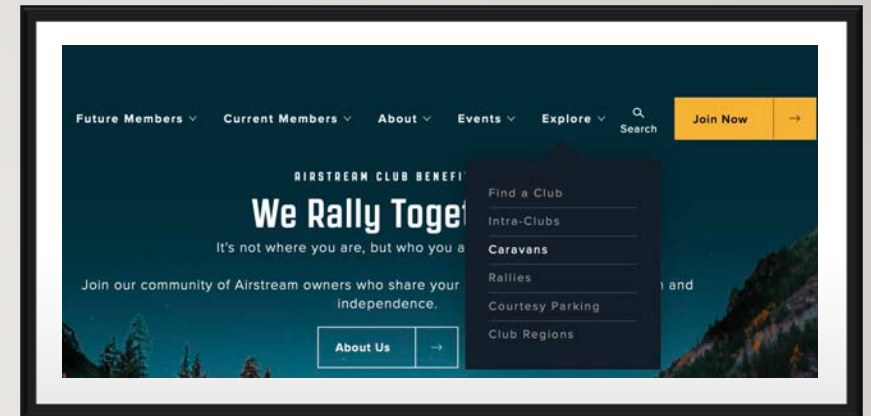 Future Members
Current Members
About
Events
Explore
Search
Join Now
AIRSTREAM CLUB
We Rally
It's not where you are, but who you
Join our community of Airstream owners who share your and
independence.
About Us
Find a Club
Intra-Clubs
Caravans
Rallies
Courtesy Parking
Club Regions